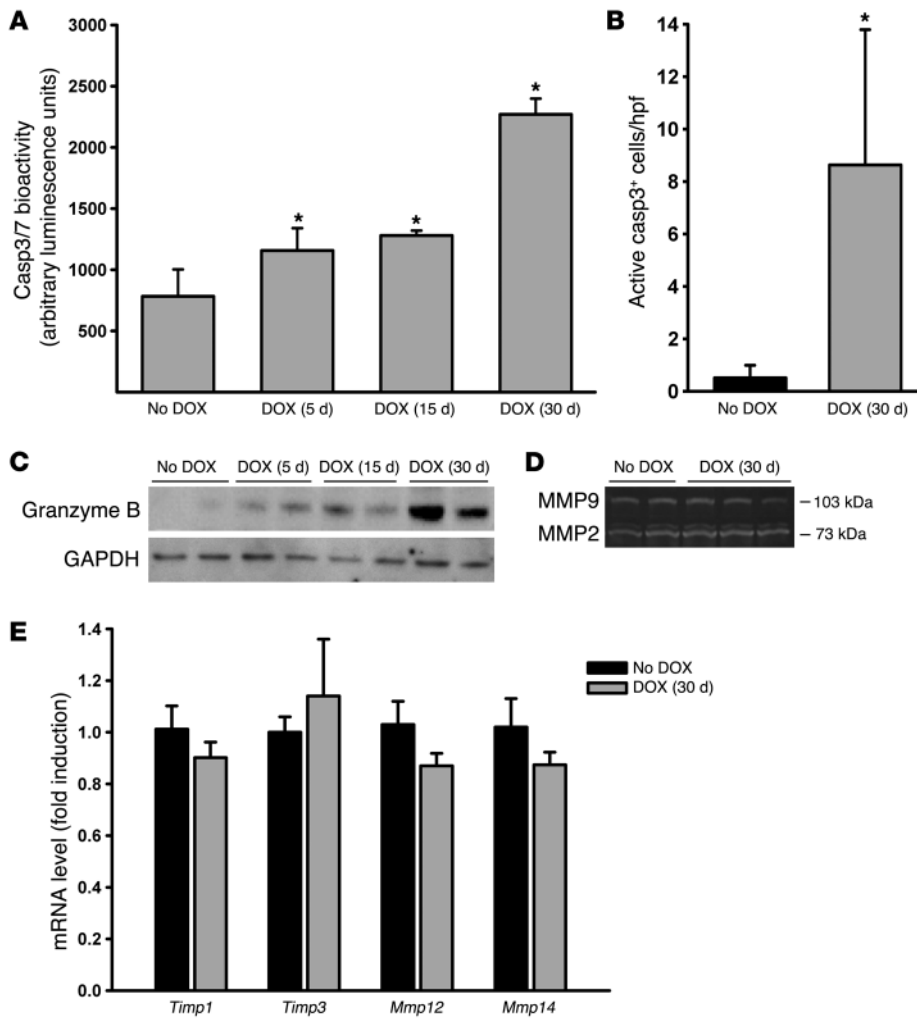 A
Casp3/7 bioactivity
(arbitrary luminescence units)
3000
2500
2000
1500
1000
500
*
*
*
No DOX
DOX (5 d)
DOX (15 d)
DOX (30 d)
B
Active casp3⁺ cells/hpf
14
12
10
8
6
4
2
0
*
No DOX
DOX (30 d)
C
No DOX DOX (5 d) DOX (15 d) DOX (30 d)
Granzyme B
GAPDH
D
No DOX DOX (30 d)
MMP9 – 103 kDa
MMP2 – 73 kDa
E
mRNA level (fold induction)
1.4
1.2
1.0
0.8
0.6
0.4
0.2
0.0
No DOX
DOX (30 d)
Timp1
Timp3
Mmp12
Mmp14